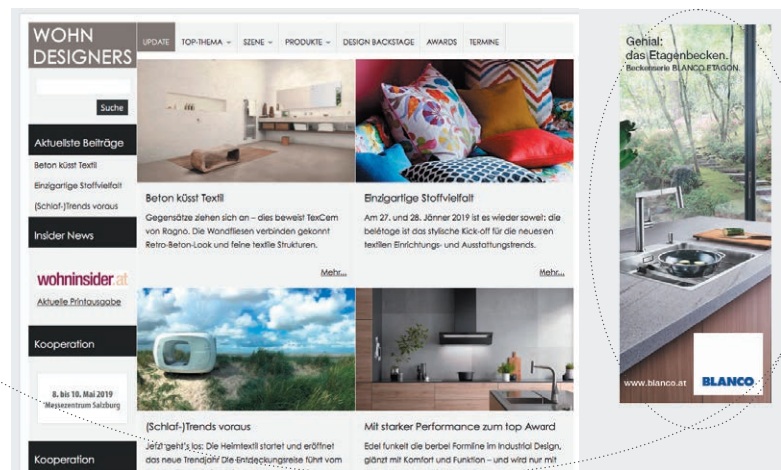 WOHN
DESIGNERS
UPDATE TOP-THEMA SZENE PRODUKTE DESIGN BACKSTAGE AWARDS TERMINE
Suche
Aktuellste Beiträge
Beton küsst Textil
Einzigartige Stoffvielfalt
(Schlaf-)Trends voraus
Insider News
wohninsider.at
Aktuelle Printausgabe
Kooperation
8. bis 10. Mai 2019
Messezentrum Salzburg
Kooperation
Beton küsst Textil
Gegensätze ziehen sich an – dies beweist TexCem
von Ragno. Die Wandfliesen verbinden gekonnt
Retro-Beton-Look und feine textile Strukturen.
Mehr...
Einzigartige Stoffvielfalt
Am 27. und 28. Jänner 2019 ist es wieder soweit: die
belétage ist das stylische Kick-off für die neuesten
textilen Einrichtungs- und Ausstattungstrends.
Mehr...
(Schlaf-)Trends voraus
Jetzt geht's los: Die Heimtextil startet und eröffnet
das neue Trendjahr! Die Entdeckungsreise führt vom
Mit starker Performance zum top Award
Edel funkelt die berbel Formline im Industrial Design,
glänzt mit Komfort und Funktion – und wird nur mit
Genial:
das Etagenbecken.
Beckenserie BLANCO ETAGON.
www.blanco.at
BLANCO